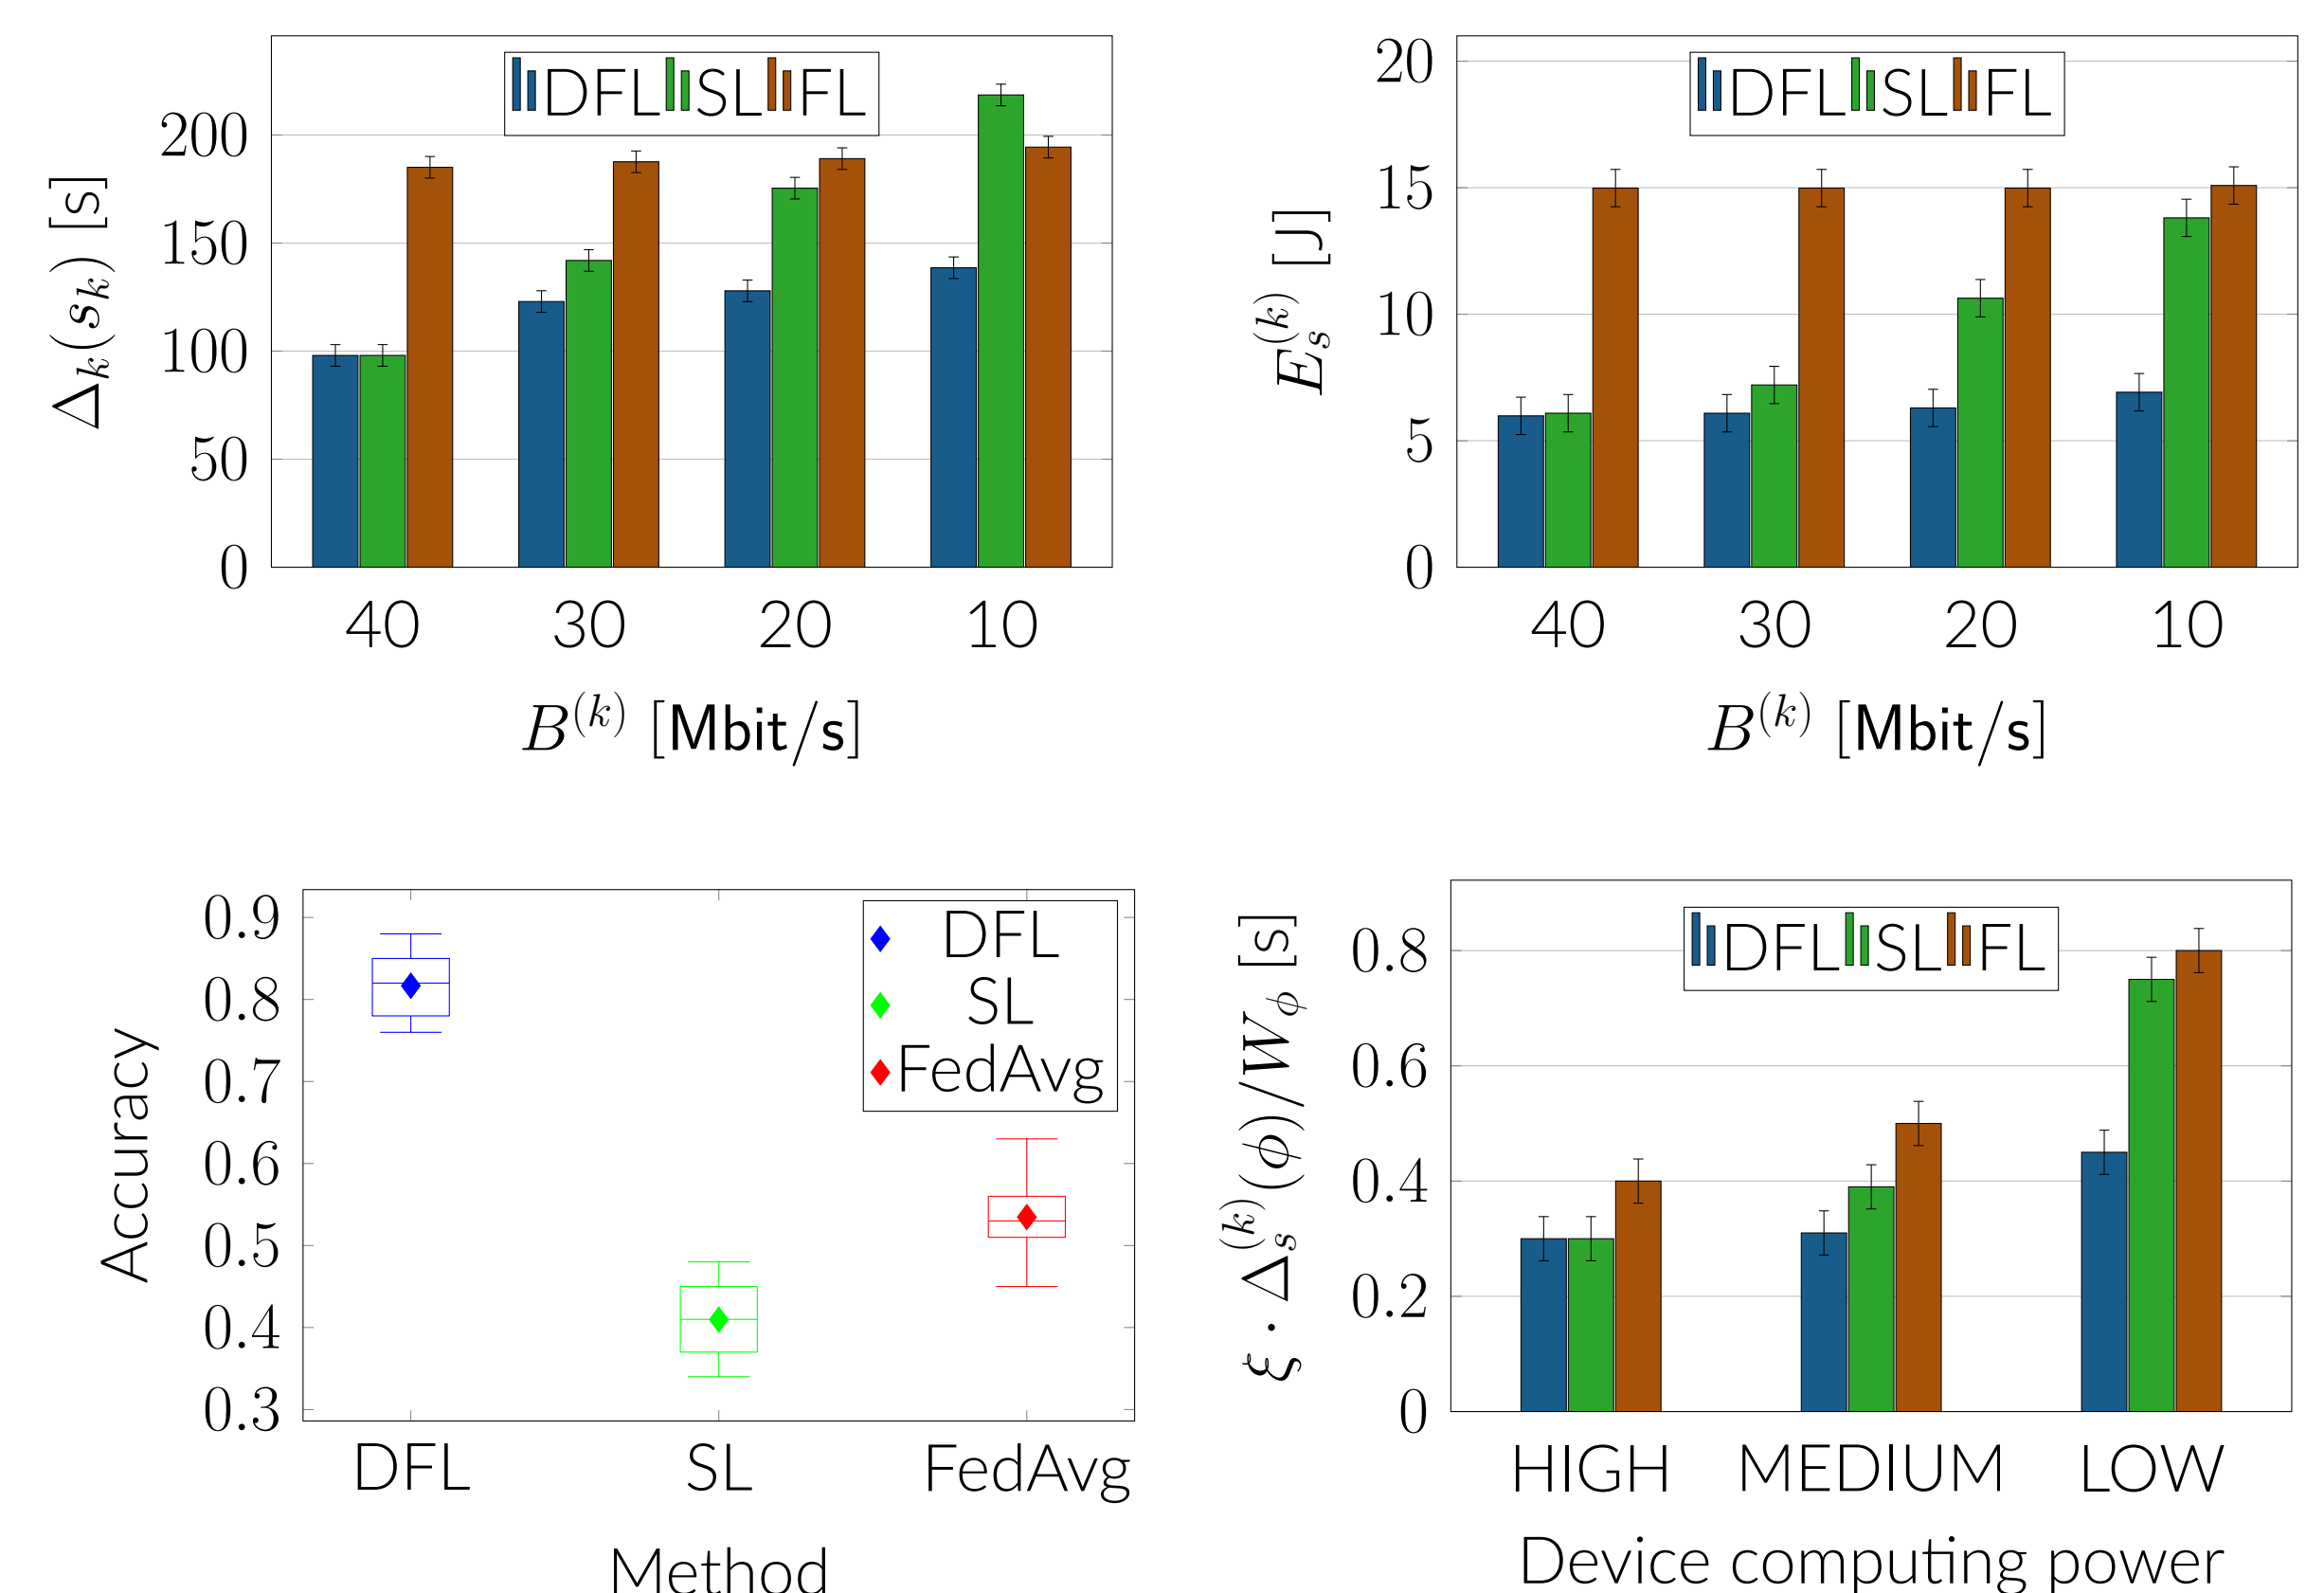 DFL SL FL
200
150
100
50
0
Δk(sk) [s]
40 30 20 10
B^(k) [Mbit/s]
DFL SL FL
20
15
10
5
0
E_s^(k) [J]
40 30 20 10
B^(k) [Mbit/s]
DFL
SL
FedAvg
0.9
0.8
0.7
0.6
0.5
0.4
0.3
Accuracy
DFL SL FedAvg
Method
DFL SL FL
0.8
0.6
0.4
0.2
0
ξ · Δ_s^(k)(ϕ)/W_ϕ [s]
HIGH MEDIUM LOW
Device computing power